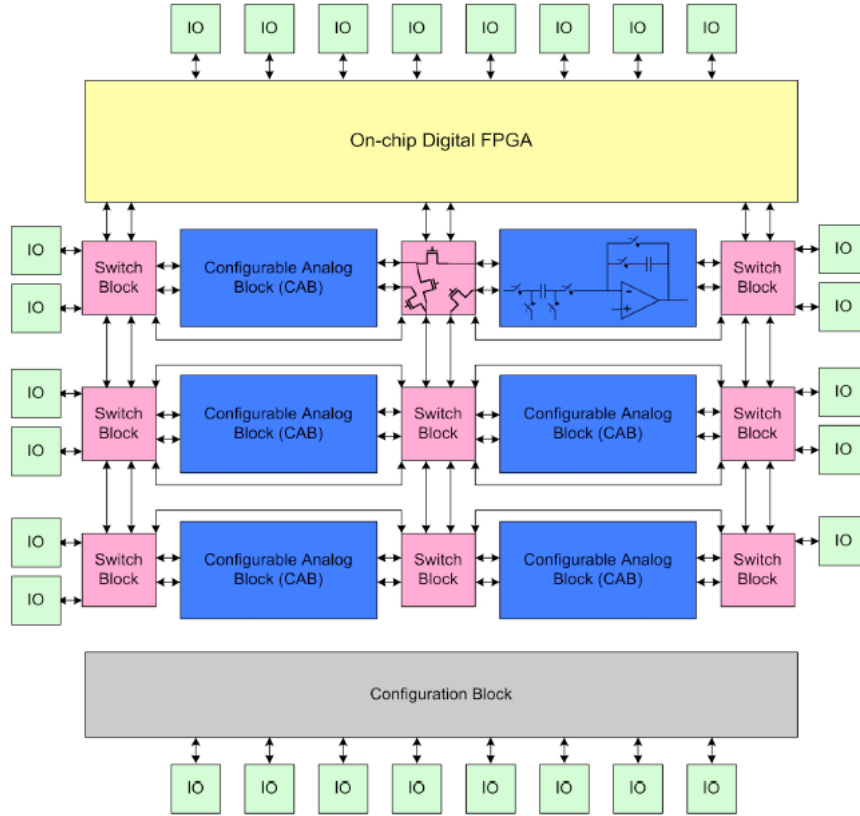 IO IO IO IO IO IO IO IO
On-chip Digital FPGA
IO
Switch
Block
Configurable Analog
Block (CAB)
Switch
Block
IO
IO
IO
IO
Switch
Block
Configurable Analog
Block (CAB)
Switch
Block
Configurable Analog
Block (CAB)
Switch
Block
IO
IO
IO
IO
Switch
Block
Configurable Analog
Block (CAB)
Switch
Block
Configurable Analog
Block (CAB)
Switch
Block
IO
IO
Configuration Block
IO IO IO IO IO IO IO IO